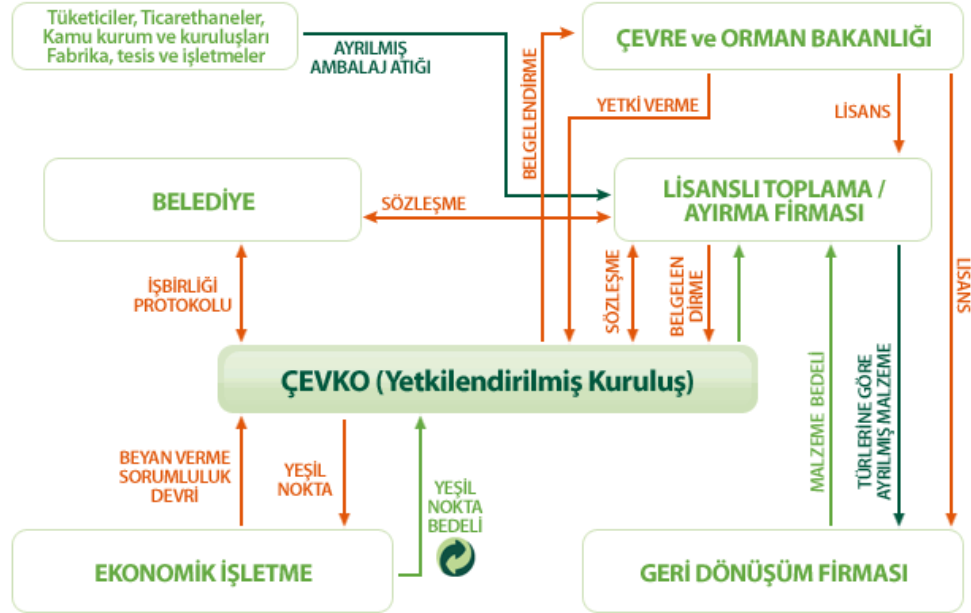 Tüketiciler, Ticarethaneler,
Kamu kurum ve kuruluşları
Fabrika, tesis ve işletmeler
AYRILMIŞ
AMBALAJ ATIĞI
BELGELENDİRME
ÇEVRE ve ORMAN BAKANLIĞI
YETKİ VERME
LİSANS
BELEDİYE
SÖZLEŞME
LİSANSLI TOPLAMA /
AYIRMA FİRMASI
LİSANS
İŞBİRLİĞİ
PROTOKOLU
SÖZLEŞME
BELGELEN
DİRME
ÇEVKO (Yetkilendirilmiş Kuruluş)
MALZEME BEDELİ
TÜRLERİNE GÖRE
AYRILMIŞ MALZEME
BEYAN VERME
SORUMLULUK
DEVRİ
YEŞİL
NOKTA
YEŞİL
NOKTA
BEDELİ
EKONOMİK İŞLETME
GERİ DÖNÜŞÜM FİRMASI